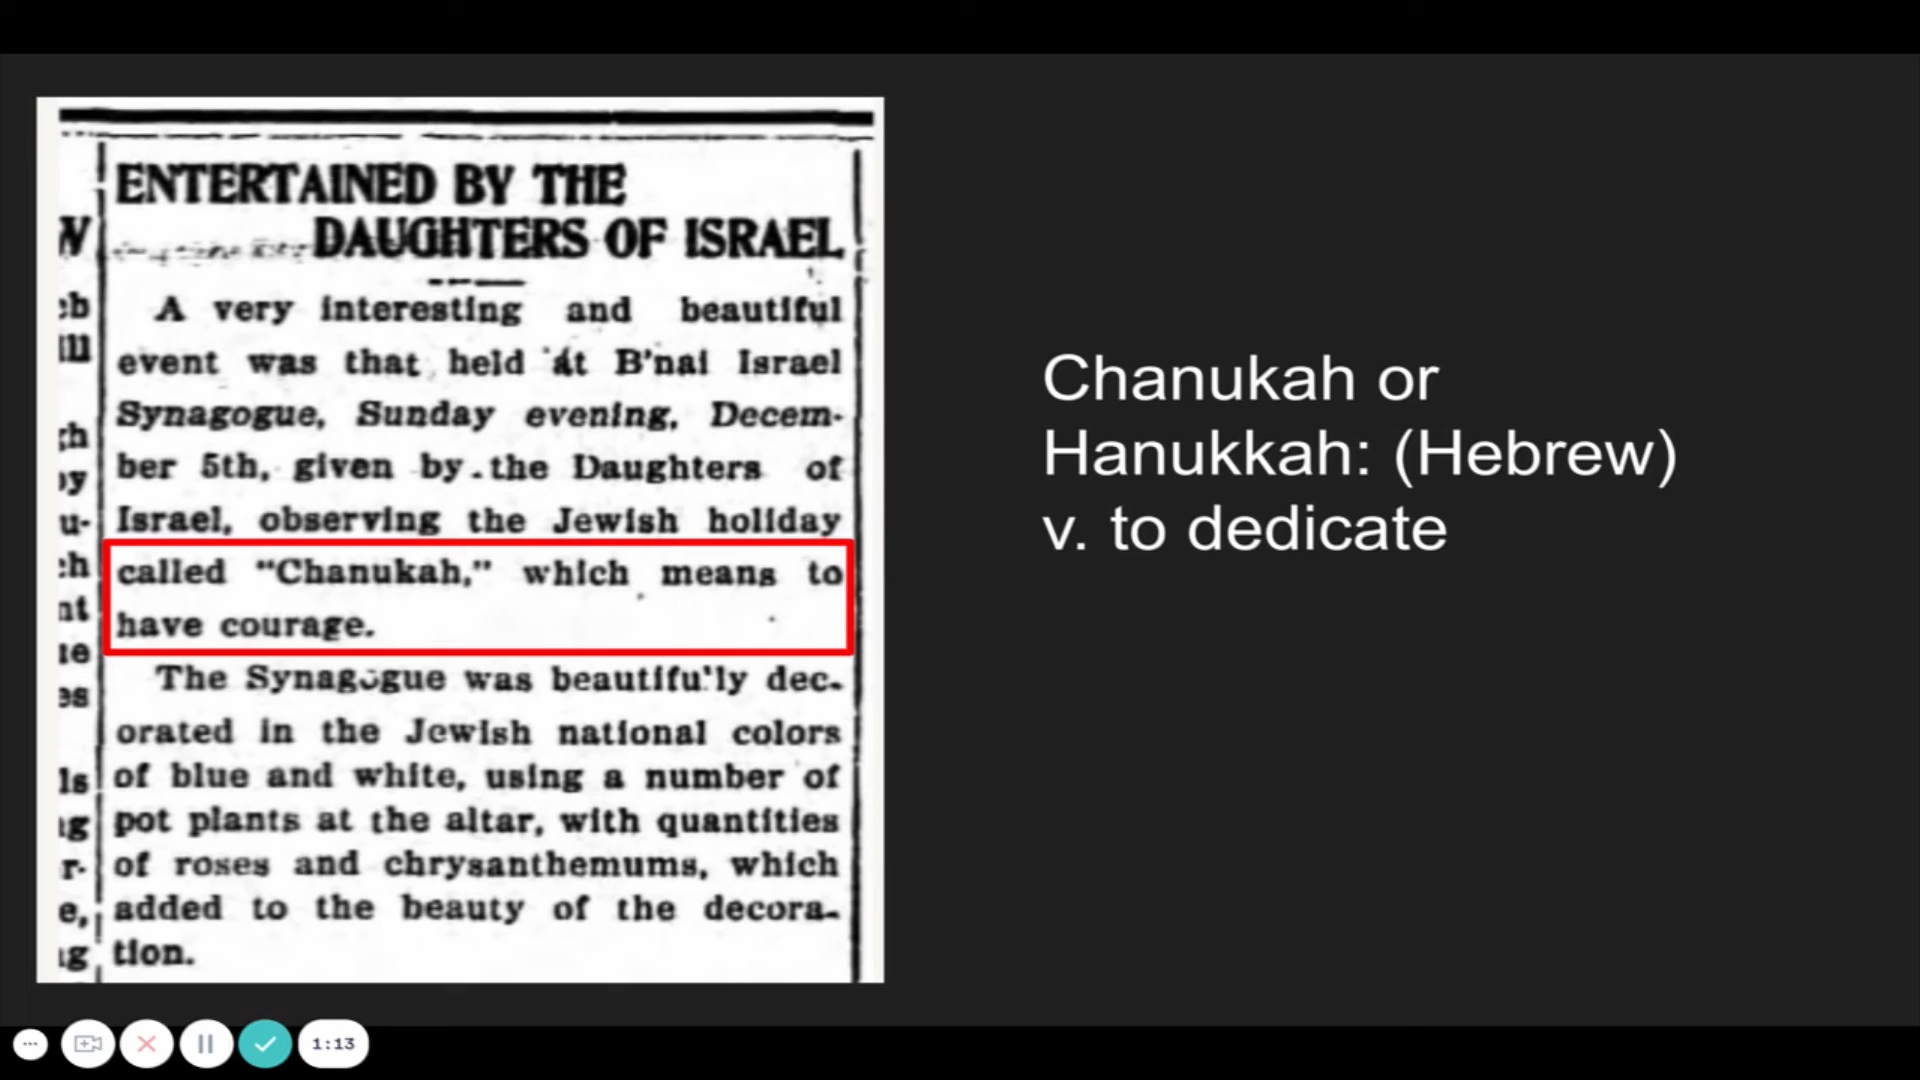 ENTERTAINED BY THE
DAUGHTERS OF ISRAEL
A very interesting and beautiful
event was that held at B'nai Israel
Synagogue, Sunday evening, Decem-
ber 5th, given by the Daughters of
Israel, observing the Jewish holiday
called "Chanukah," which means to
have courage.
The Synagogue was beautifully dec-
orated in the Jewish national colors
of blue and white, using a number of
pot plants at the altar, with quantities
of roses and chrysanthemums, which
added to the beauty of the decora-
tion.
Chanukah or
Hanukkah: (Hebrew)
v. to dedicate
1:13